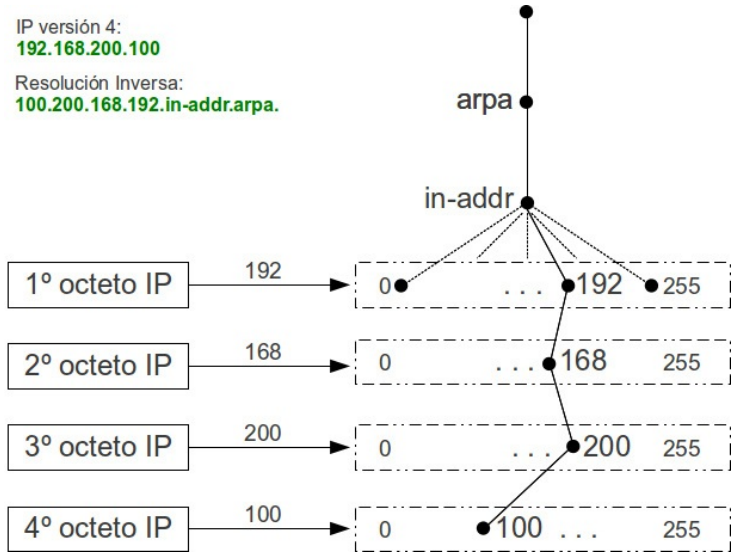 IP versión 4:
192.168.200.100
Resolución Inversa:
100.200.168.192.in-addr.arpa.
arpa
in-addr
1º octeto IP
192
0 ... 192 255
2º octeto IP
168
0 ... 168 255
3º octeto IP
200
0 ... 200 255
4º octeto IP
100
0 100 ... 255